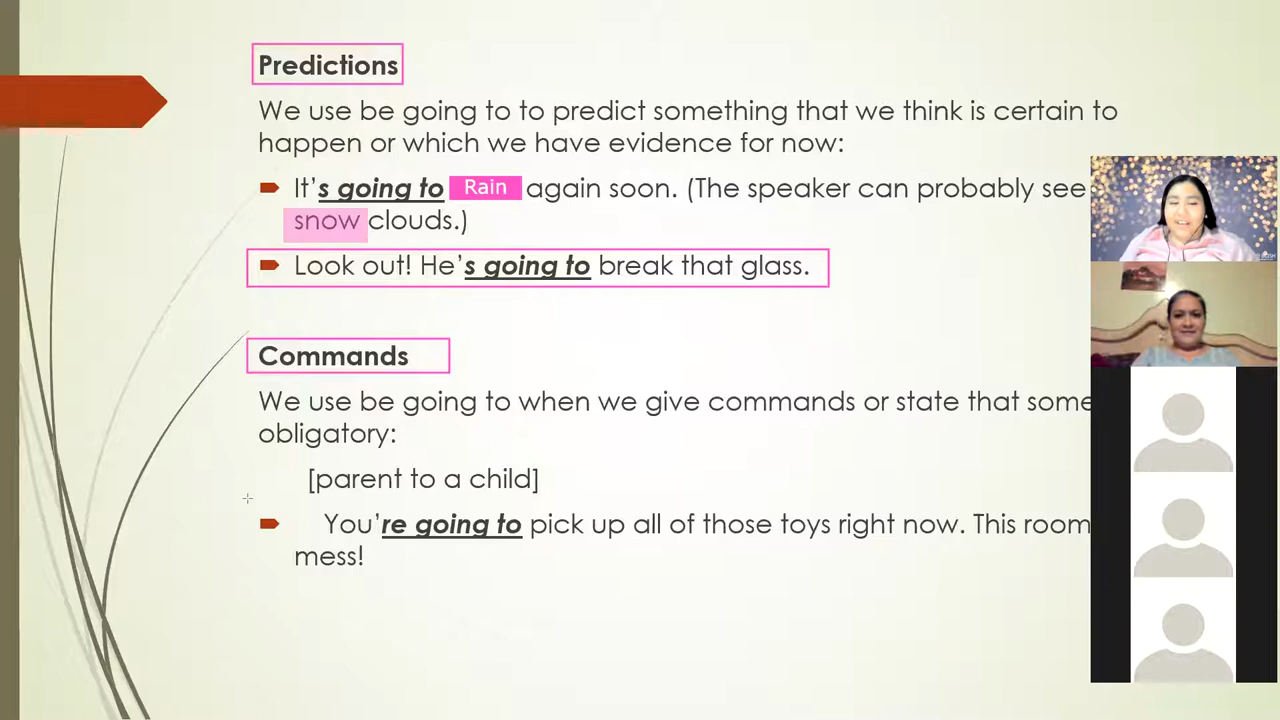 Predictions
We use be going to to predict something that we think is certain to
happen or which we have evidence for now:
It’s going to Rain again soon. (The speaker can probably see
snow clouds.)
Look out! He’s going to break that glass.
Commands
We use be going to when we give commands or state that some
obligatory:
[parent to a child]
You’re going to pick up all of those toys right now. This room
mess!